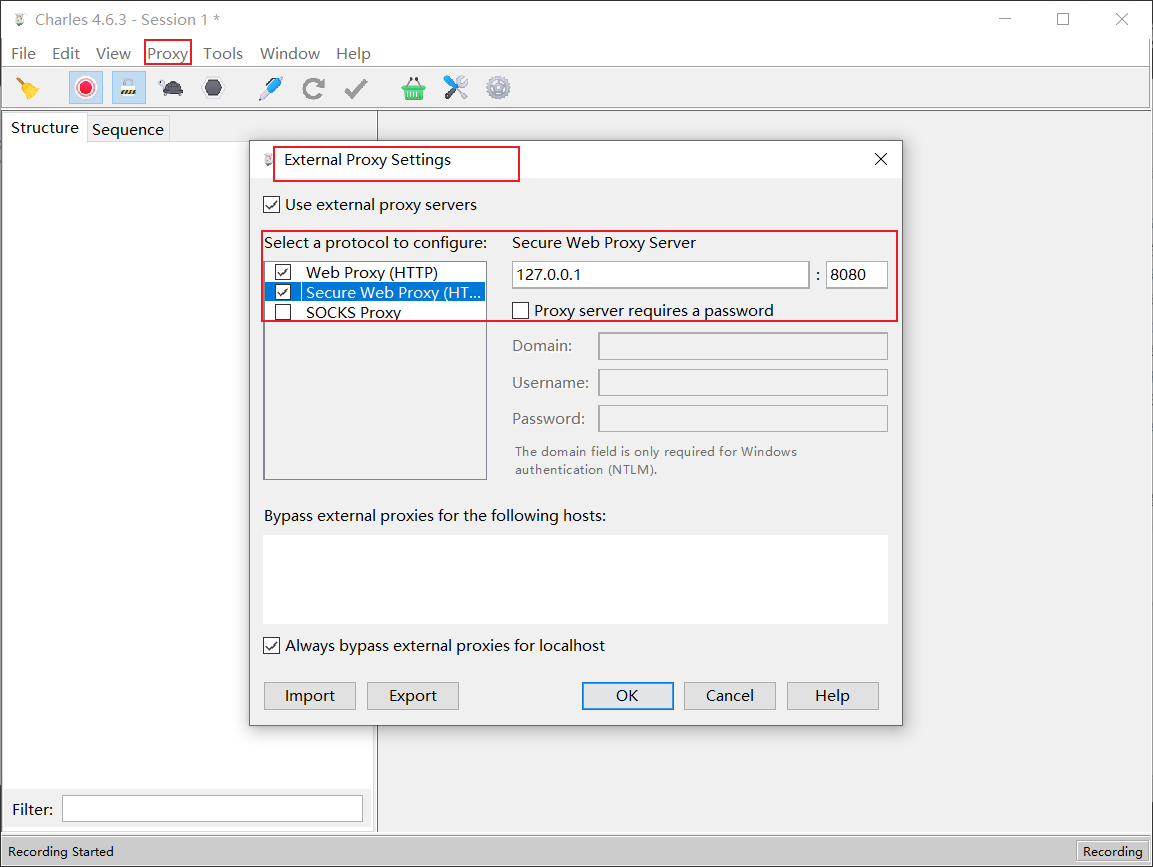 Charles 4.6.3 - Session 1 *
File Edit View Proxy Tools Window Help
Structure Sequence
External Proxy Settings
Use external proxy servers
Select a protocol to configure:
Web Proxy (HTTP)
Secure Web Proxy (HT...
SOCKS Proxy
Secure Web Proxy Server
127.0.0.1 : 8080
Proxy server requires a password
Domain:
Username:
Password:
The domain field is only required for Windows
authentication (NTLM).
Bypass external proxies for the following hosts:
Always bypass external proxies for localhost
Import Export OK Cancel Help
Filter:
Recording Started Recording